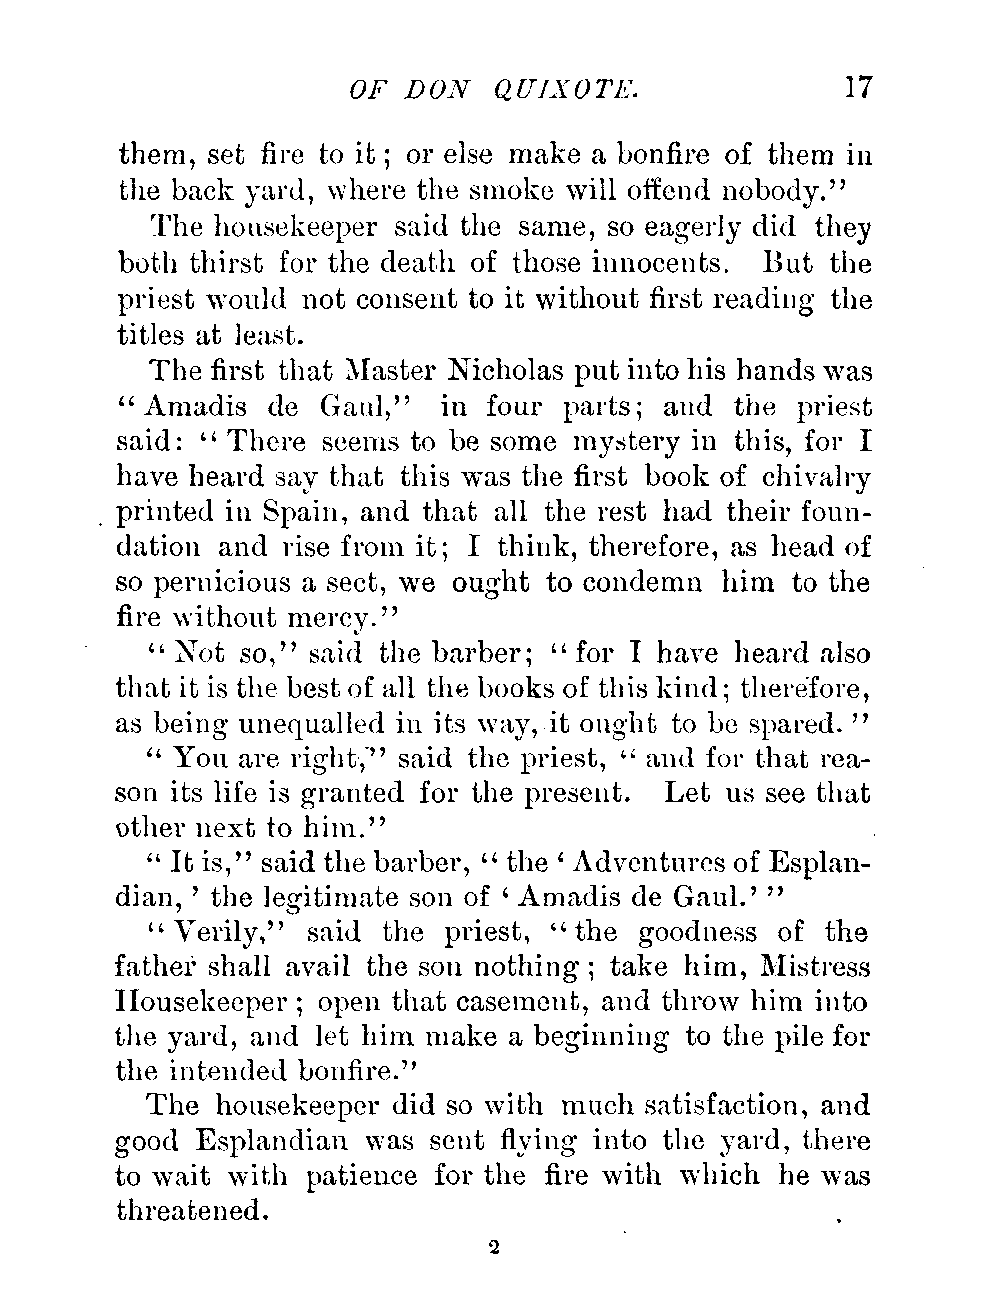 OF DON QUIXOTE. 17
them, set fire to it; or else make a bonfire of them in
the back yard, where the smoke will offend nobody."
The housekeeper said the same, so eagerly did they
both thirst for the death of those innocents. But the
priest would not consent to it without first reading the
titles at least.
The first that Master Nicholas put into his hands was
"Amadis de Gaul," in four parts; and the priest
said: "There seems to be some mystery in this, for I
have heard say that this was the first book of chivalry
printed in Spain, and that all the rest had their foun-
dation and rise from it; I think, therefore, as head of
so pernicious a sect, we ought to condemn him to the
fire without mercy."
"Not so," said the barber; "for I have heard also
that it is the best of all the books of this kind; therefore,
as being unequalled in its way, it ought to be spared."
"You are right," said the priest, "and for that rea-
son its life is granted for the present. Let us see that
other next to him."
"It is," said the barber, "the 'Adventures of Esplan-
dian,' the legitimate son of 'Amadis de Gaul.'"
"Verily," said the priest, "the goodness of the
father shall avail the son nothing; take him, Mistress
Housekeeper; open that casement, and throw him into
the yard, and let him make a beginning to the pile for
the intended bonfire."
The housekeeper did so with much satisfaction, and
good Esplandian was sent flying into the yard, there
to wait with patience for the fire with which he was
threatened.
2